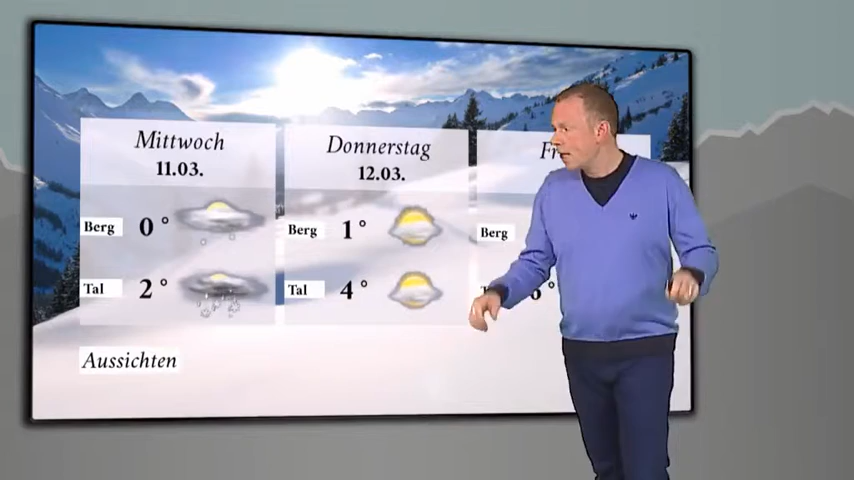 Mittwoch
11.03.
Berg 0°
Tal 2°
Donnerstag
12.03.
Berg 1°
Tal 4°
Berg
Aussichten